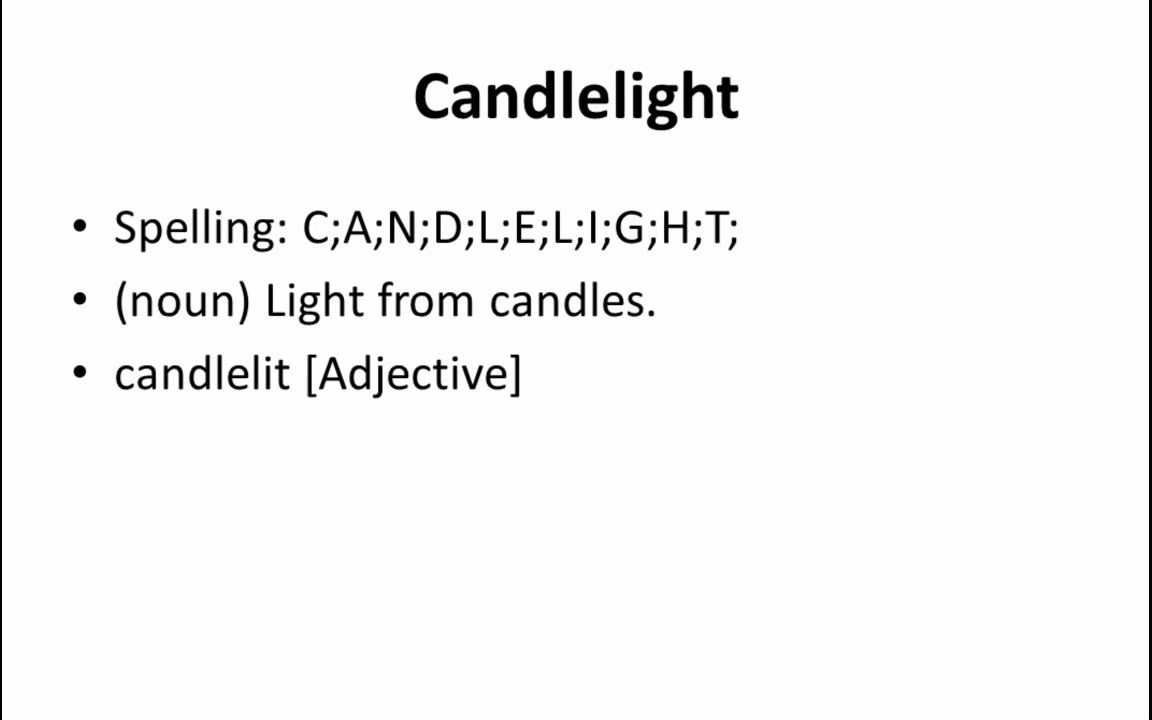 Candlelight
• Spelling: C;A;N;D;L;E;L;I;G;H;T;
• (noun) Light from candles.
• candlelit [Adjective]